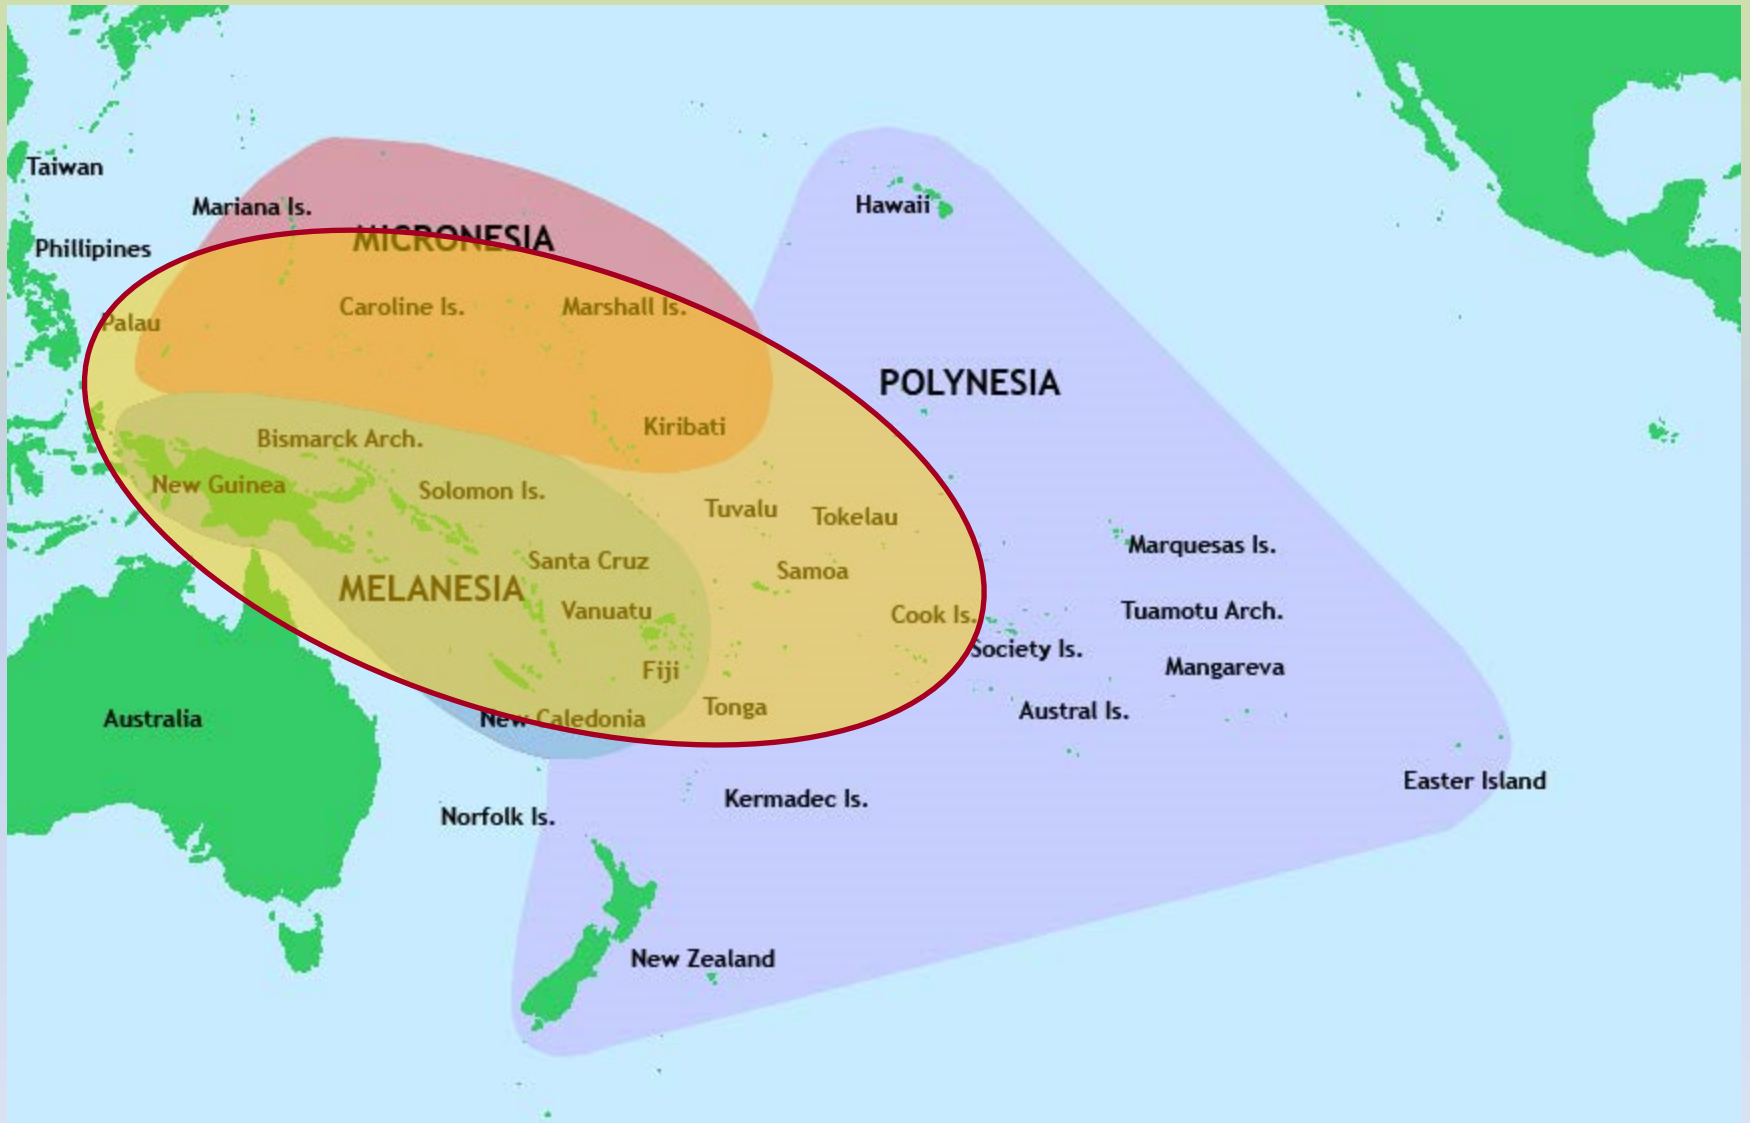 Taiwan
Mariana Is.
Hawaii
Phillipines
MICRONESIA
Caroline Is.
Marshall Is.
Palau
POLYNESIA
Kiribati
Bismarck Arch.
New Guinea
Solomon Is.
Tuvalu
Tokelau
Marquesas Is.
Santa Cruz
Samoa
MELANESIA
Vanuatu
Cook Is.
Tuamotu Arch.
Society Is.
Fiji
Mangareva
Tonga
Austral Is.
Australia
New Caledonia
Easter Island
Kermadec Is.
Norfolk Is.
New Zealand